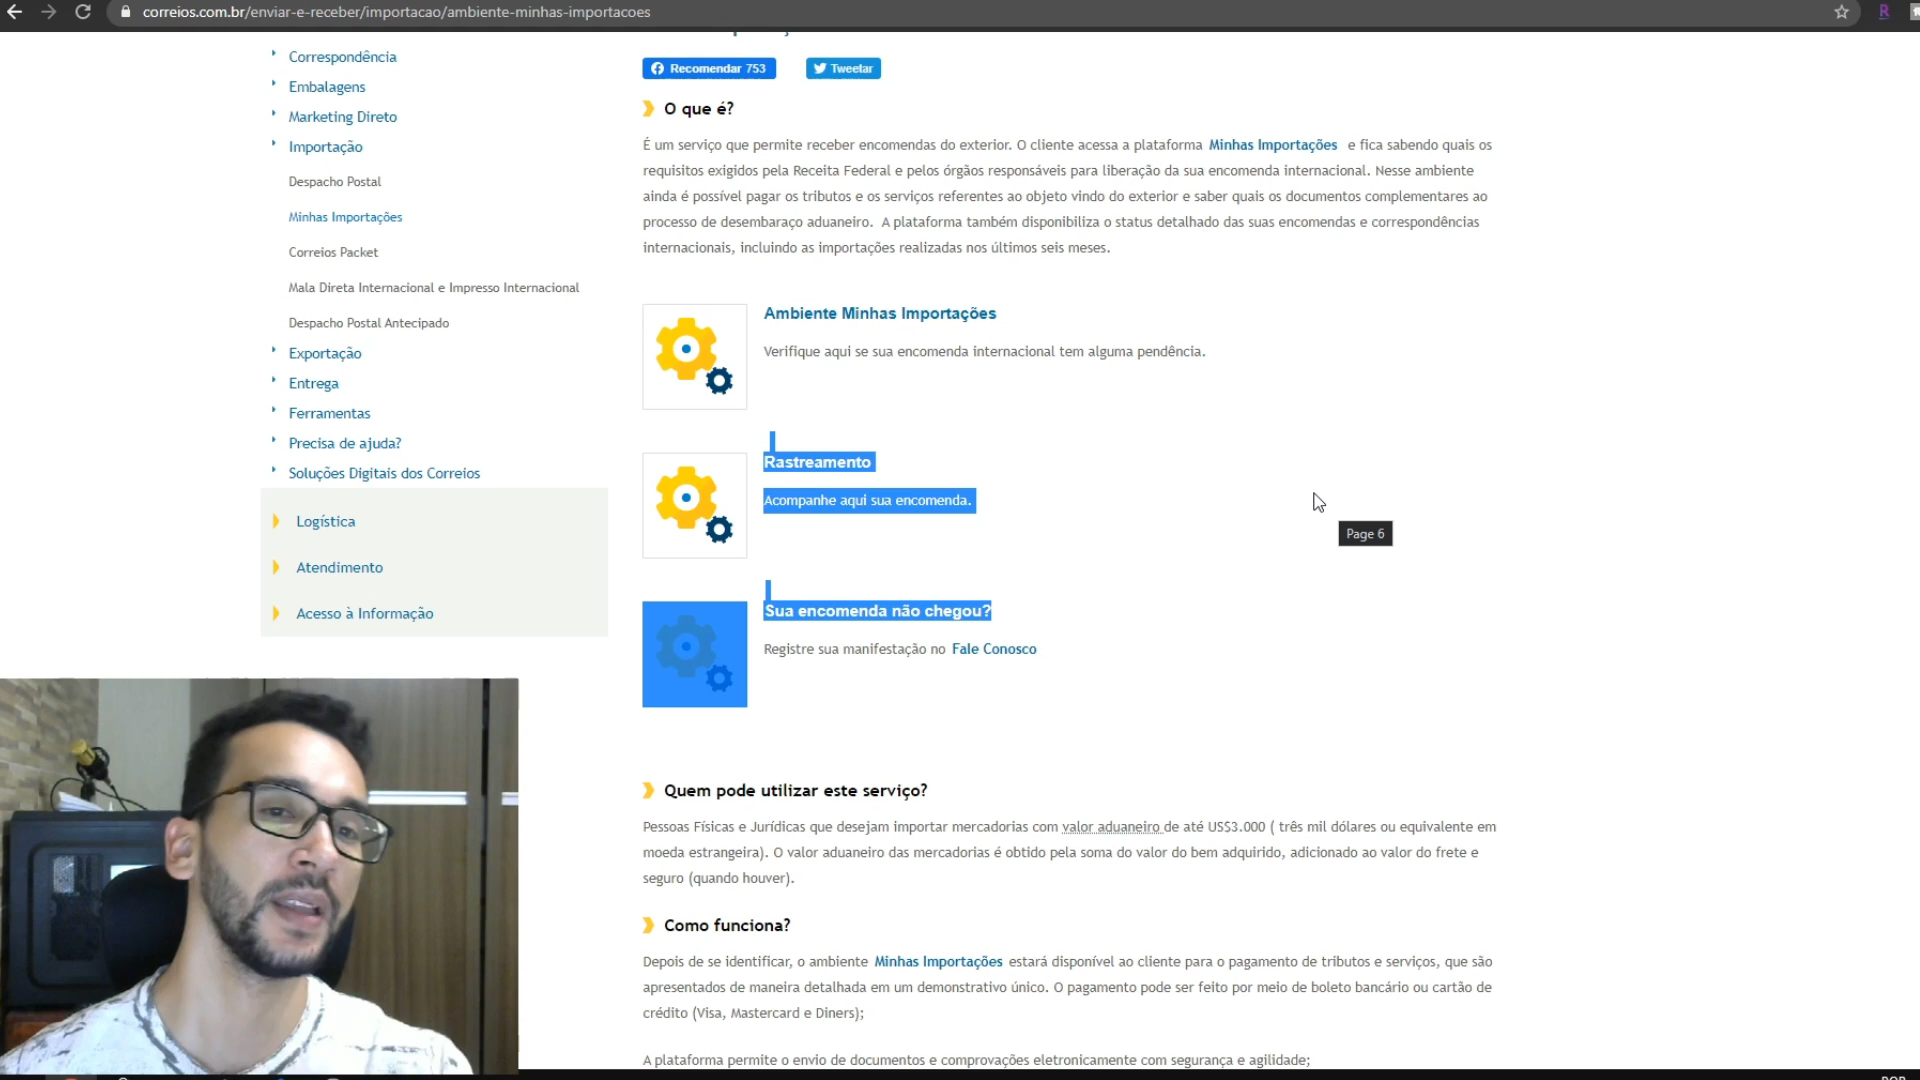 correios.com.br/enviar-e-receber/importacao/ambiente-minhas-importacoes
Correspondência
Embalagens
Marketing Direto
Importação
Despacho Postal
Minhas Importações
Correios Packet
Mala Direta Internacional e Impresso Internacional
Despacho Postal Antecipado
Exportação
Entrega
Ferramentas
Precisa de ajuda?
Soluções Digitais dos Correios
Logística
Atendimento
Acesso à Informação
Recomendar 753
Tweetar
O que é?
É um serviço que permite receber encomendas do exterior. O cliente acessa a plataforma Minhas Importações e fica sabendo quais os
requisitos exigidos pela Receita Federal e pelos órgãos responsáveis para liberação da sua encomenda internacional. Nesse ambiente
ainda é possível pagar os tributos e os serviços referentes ao objeto vindo do exterior e saber quais os documentos complementares ao
processo de desembaraço aduaneiro. A plataforma também disponibiliza o status detalhado das suas encomendas e correspondências
internacionais, incluindo as importações realizadas nos últimos seis meses.
Ambiente Minhas Importações
Verifique aqui se sua encomenda internacional tem alguma pendência.
Rastreamento
Acompanhe aqui sua encomenda.
Page 6
Sua encomenda não chegou?
Registre sua manifestação no Fale Conosco
Quem pode utilizar este serviço?
Pessoas Físicas e Jurídicas que desejam importar mercadorias com valor aduaneiro de até US$3.000 ( três mil dólares ou equivalente em
moeda estrangeira). O valor aduaneiro das mercadorias é obtido pela soma do valor do bem adquirido, adicionado ao valor do frete e
seguro (quando houver).
Como funciona?
Depois de se identificar, o ambiente Minhas Importações estará disponível ao cliente para o pagamento de tributos e serviços, que são
apresentados de maneira detalhada em um demonstrativo único. O pagamento pode ser feito por meio de boleto bancário ou cartão de
crédito (Visa, Mastercard e Diners);
A plataforma permite o envio de documentos e comprovações eletronicamente com segurança e agilidade;